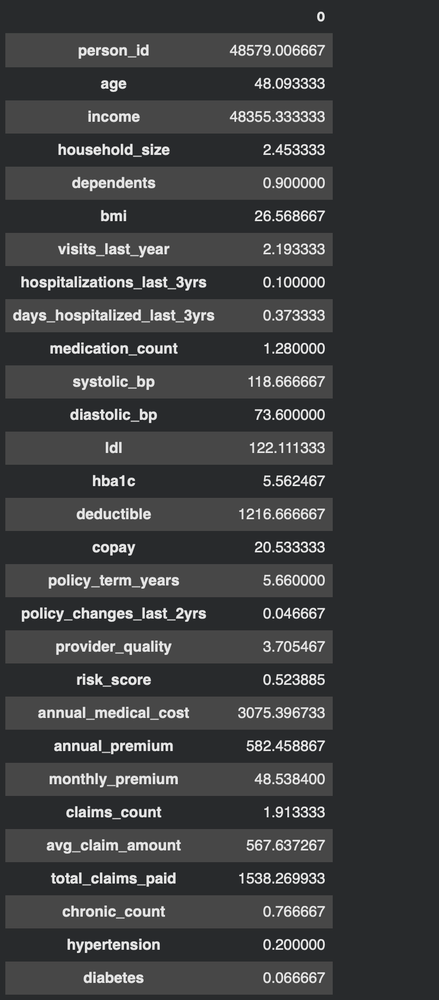 0
person_id 48579.006667
age 48.093333
income 48355.333333
household_size 2.453333
dependents 0.900000
bmi 26.568667
visits_last_year 2.193333
hospitalizations_last_3yrs 0.100000
days_hospitalized_last_3yrs 0.373333
medication_count 1.280000
systolic_bp 118.666667
diastolic_bp 73.600000
ldl 122.111333
hba1c 5.562467
deductible 1216.666667
copay 20.533333
policy_term_years 5.660000
policy_changes_last_2yrs 0.046667
provider_quality 3.705467
risk_score 0.523885
annual_medical_cost 3075.396733
annual_premium 582.458867
monthly_premium 48.538400
claims_count 1.913333
avg_claim_amount 567.637267
total_claims_paid 1538.269933
chronic_count 0.766667
hypertension 0.200000
diabetes 0.066667